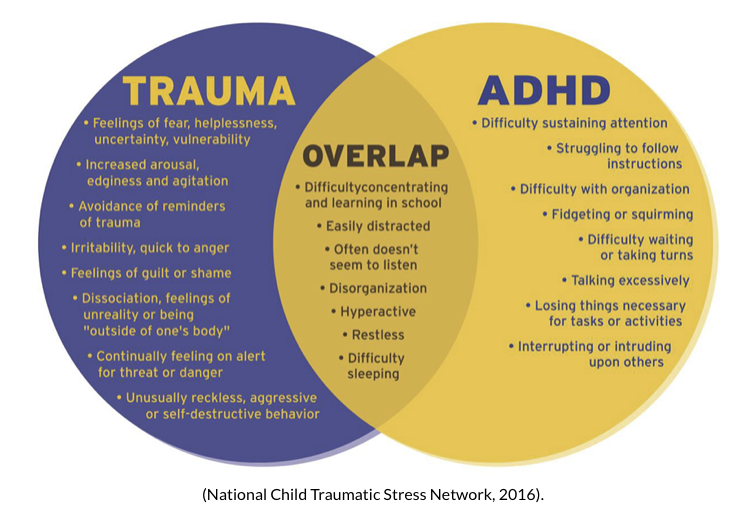 TRAUMA
• Feelings of fear, helplessness,
uncertainty, vulnerability
• Increased arousal,
edginess and agitation
• Avoidance of reminders
of trauma
• Irritability, quick to anger
• Feelings of guilt or shame
• Dissociation, feelings of
unreality or being
"outside of one's body"
• Continually feeling on alert
for threat or danger
• Unusually reckless, aggressive
or self-destructive behavior
OVERLAP
• Difficultyconcentrating
and learning in school
• Easily distracted
• Often doesn't
seem to listen
• Disorganization
• Hyperactive
• Restless
• Difficulty
sleeping
ADHD
• Difficulty sustaining attention
• Struggling to follow
instructions
• Difficulty with organization
• Fidgeting or squirming
• Difficulty waiting
or taking turns
• Talking excessively
• Losing things necessary
for tasks or activities
• Interrupting or intruding
upon others
(National Child Traumatic Stress Network, 2016).